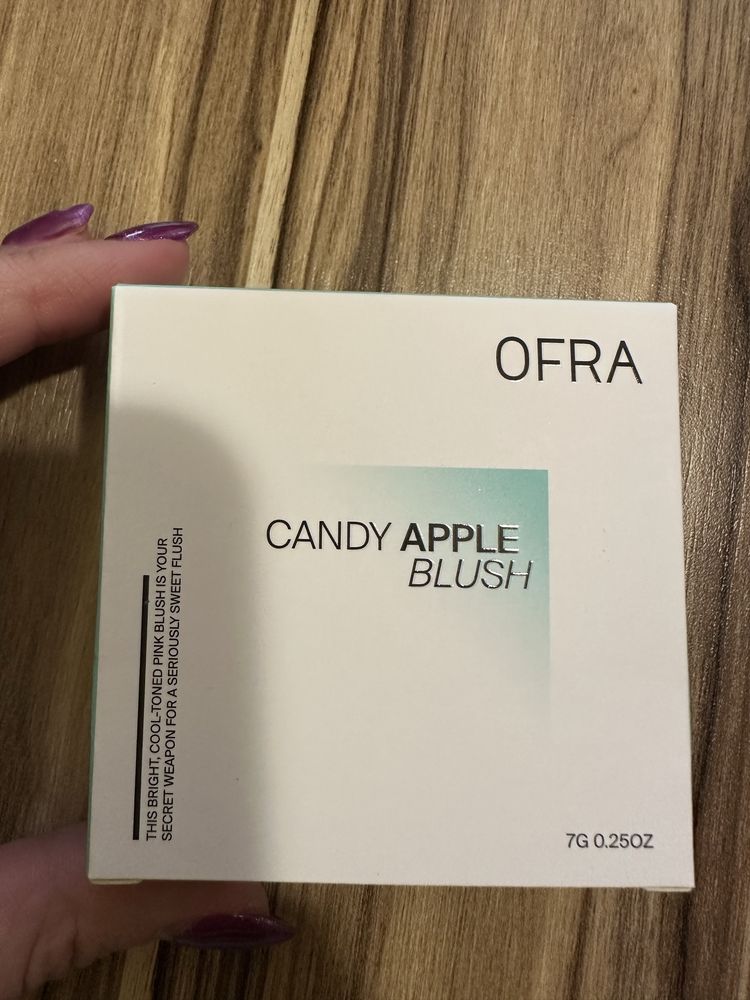 OFRA
CANDY APPLE
BLUSH
THIS BRIGHT, COOL-TONED PINK BLUSH IS YOUR
SECRET WEAPON FOR A SERIOUSLY SWEET FLUSH
7G 0.25OZ